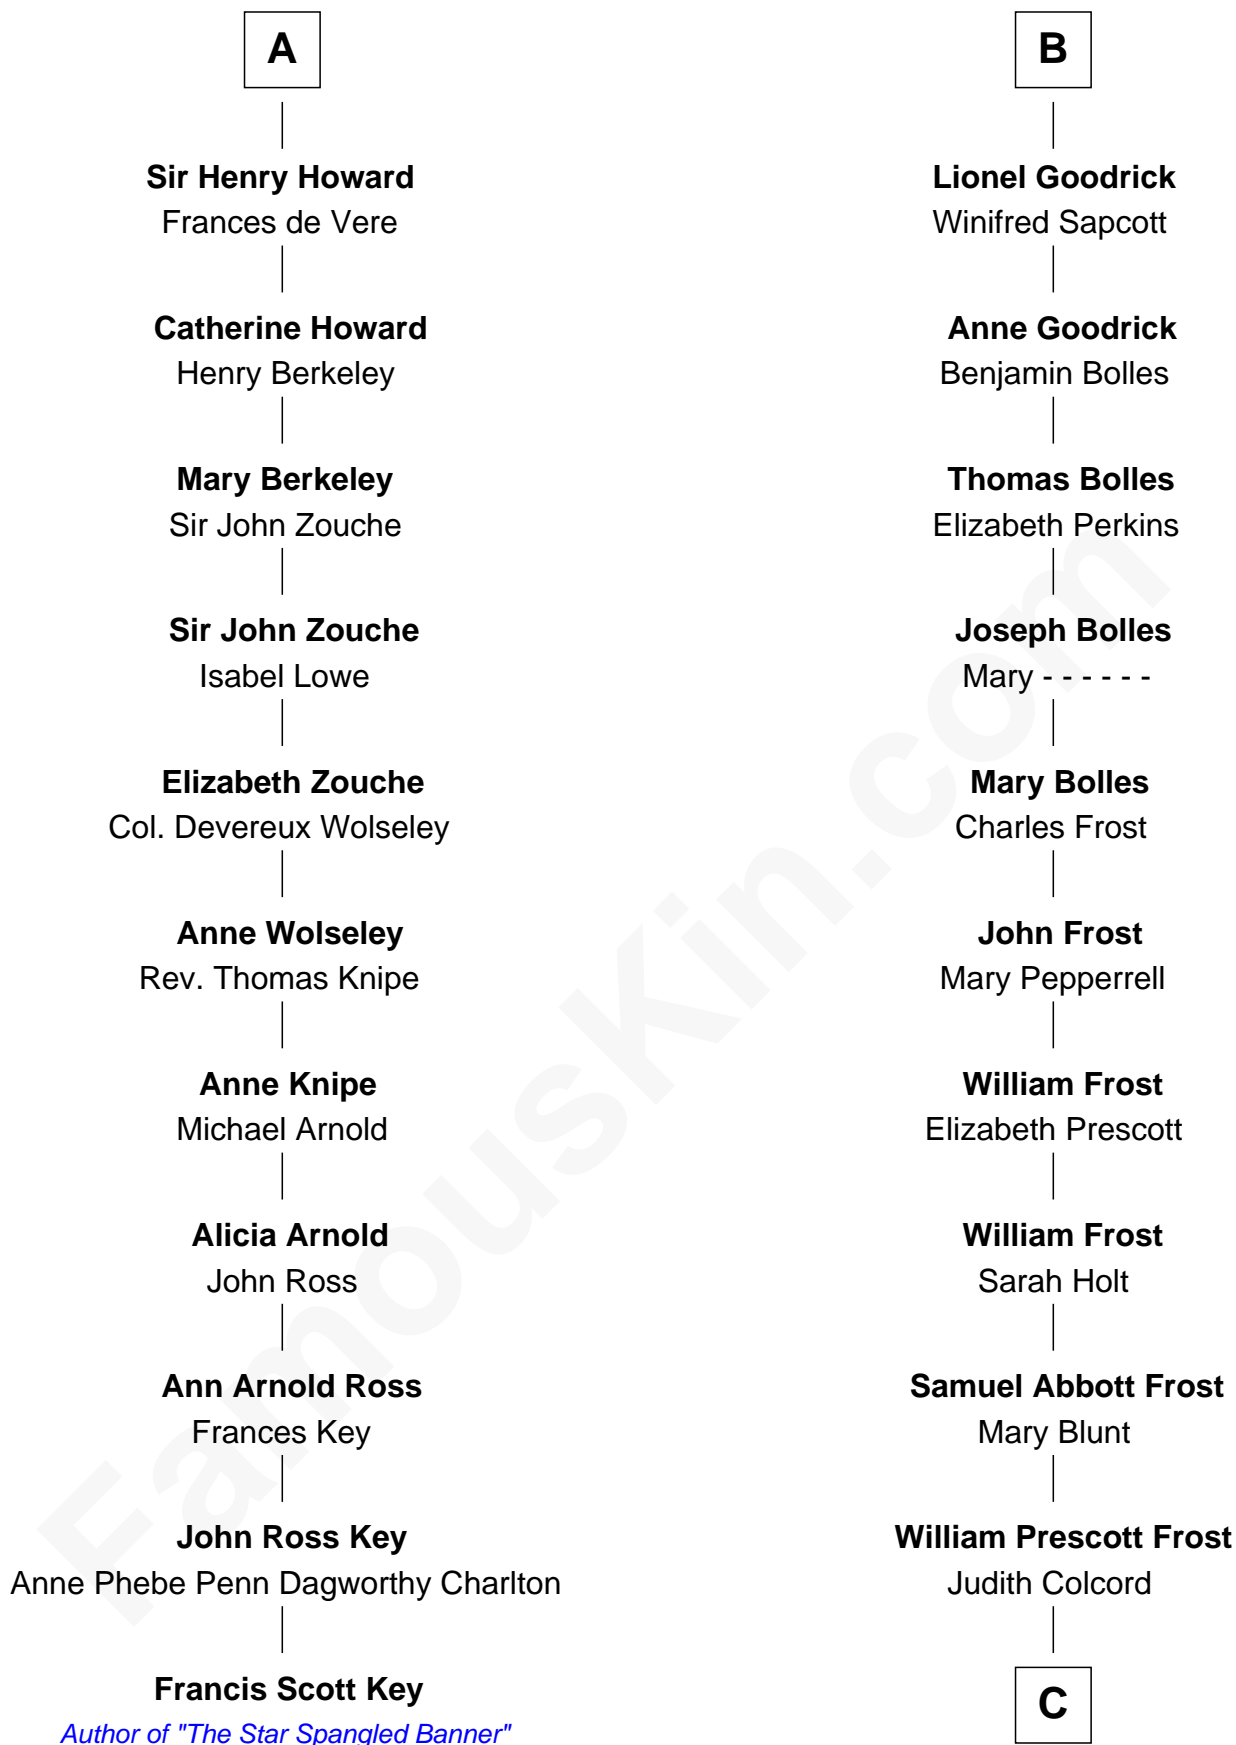 A
Sir Henry Howard
Frances de Vere
Catherine Howard
Henry Berkeley
Mary Berkeley
Sir John Zouche
Sir John Zouche
Isabel Lowe
Elizabeth Zouche
Col. Devereux Wolseley
Anne Wolseley
Rev. Thomas Knipe
Anne Knipe
Michael Arnold
Alicia Arnold
John Ross
Ann Arnold Ross
Frances Key
John Ross Key
Anne Phebe Penn Dagworthy Charlton
Francis Scott Key
Author of "The Star Spangled Banner"
B
Lionel Goodrick
Winifred Sapcott
Anne Goodrick
Benjamin Bolles
Thomas Bolles
Elizabeth Perkins
Joseph Bolles
Mary - - - - - -
Mary Bolles
Charles Frost
John Frost
Mary Pepperrell
William Frost
Elizabeth Prescott
William Frost
Sarah Holt
Samuel Abbott Frost
Mary Blunt
William Prescott Frost
Judith Colcord
C
FamousKin.com